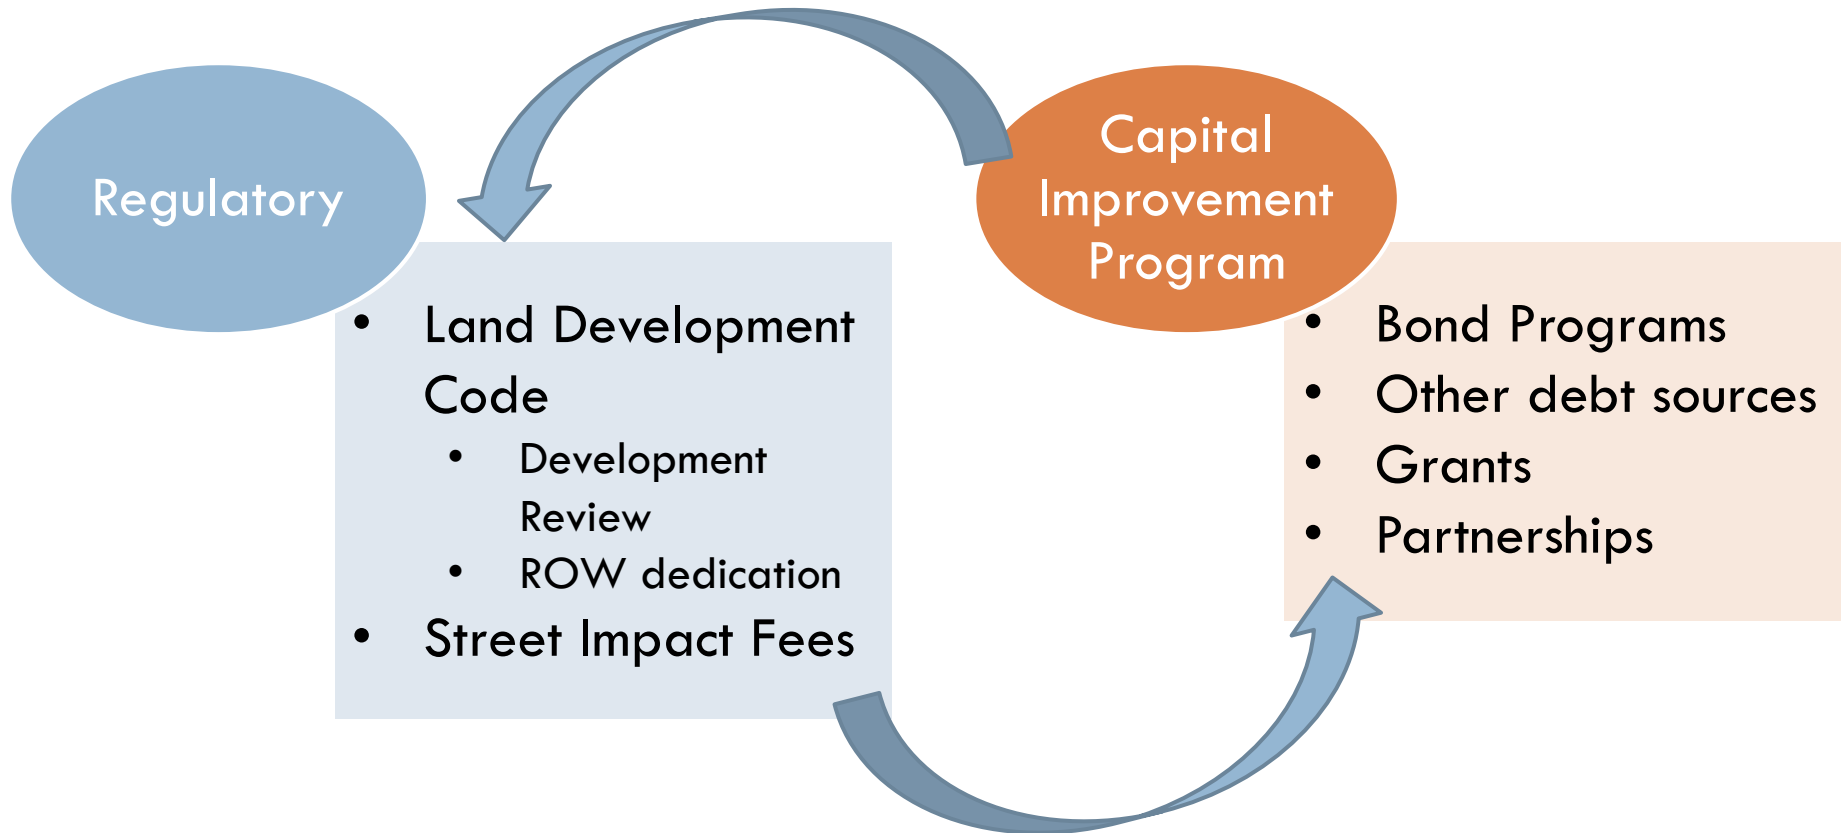 Regulatory
• Land Development
Code
• Development
Review
• ROW dedication
• Street Impact Fees
Capital
Improvement
Program
• Bond Programs
• Other debt sources
• Grants
• Partnerships